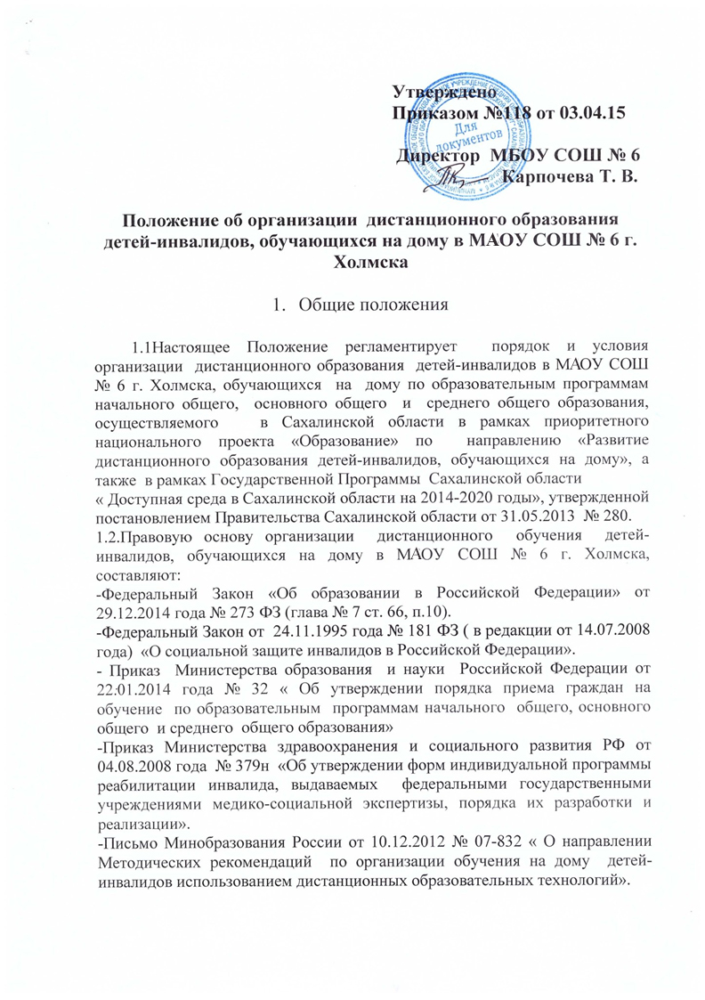 Утверждено
Приказом №118 от 03.04.15
Для
документов
Директор МБОУ СОШ № 6
Карпочева Т. В.
Положение об организации дистанционного образования
детей-инвалидов, обучающихся на дому в МАОУ СОШ № 6 г.
Холмска
1. Общие положения
1.1Настоящее Положение регламентирует порядок и условия
организации дистанционного образования детей-инвалидов в МАОУ СОШ
№ 6 г. Холмска, обучающихся на дому по образовательным программам
начального общего, основного общего и среднего общего образования,
осуществляемого в Сахалинской области в рамках приоритетного
национального проекта «Образование» по направлению «Развитие
дистанционного образования детей-инвалидов, обучающихся на дому», а
также в рамках Государственной Программы Сахалинской области
« Доступная среда в Сахалинской области на 2014-2020 годы», утвержденной
постановлением Правительства Сахалинской области от 31.05.2013 № 280.
1.2.Правовую основу организации дистанционного обучения детей-
инвалидов, обучающихся на дому в МАОУ СОШ № 6 г. Холмска,
составляют:
-Федеральный Закон «Об образовании в Российской Федерации» от
29.12.2014 года № 273 ФЗ (глава № 7 ст. 66, п.10).
-Федеральный Закон от 24.11.1995 года № 181 ФЗ ( в редакции от 14.07.2008
года) «О социальной защите инвалидов в Российской Федерации».
- Приказ Министерства образования и науки Российской Федерации от
22.01.2014 года № 32 « Об утверждении порядка приема граждан на
обучение по образовательным программам начального общего, основного
общего и среднего общего образования»
-Приказ Министерства здравоохранения и социального развития РФ от
04.08.2008 года № 379н «Об утверждении форм индивидуальной программы
реабилитации инвалида, выдаваемых федеральными государственными
учреждениями медико-социальной экспертизы, порядка их разработки и
реализации».
-Письмо Минобразования России от 10.12.2012 № 07-832 « О направлении
Методических рекомендаций по организации обучения на дому детей-
инвалидов использованием дистанционных образовательных технологий».